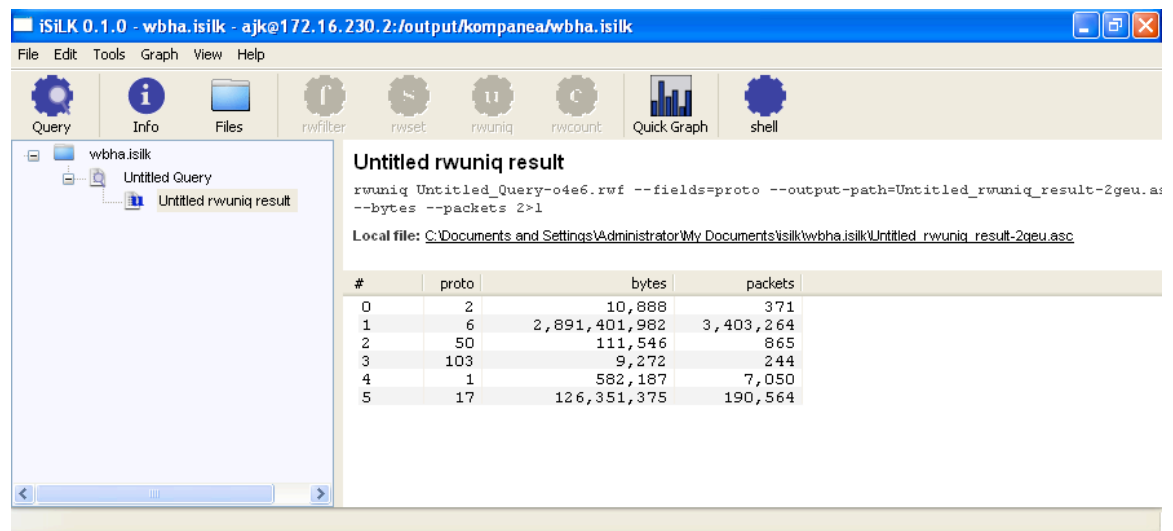 iSiLK 0.1.0 - wbha.isilk - ajk@172.16.230.2:/output/kompanea/wbha.isilk
File Edit Tools Graph View Help
Query Info Files rwfilter rwset rwuniq rwcount Quick Graph shell
wbha.isilk
Untitled Query
Untitled rwuniq result
Untitled rwuniq result
rwuniq Untitled_Query-o4e6.rwf --fields=proto --output-path=Untitled_rwuniq_result-2geu.as
--bytes --packets 2>1
Local file: C:\Documents and Settings\Administrator\My Documents\isilk\wbha.isilk\Untitled_rwuniq_result-2geu.asc
# proto bytes packets
0 2 10,888 371
1 6 2,891,401,982 3,403,264
2 50 111,546 865
3 103 9,272 244
4 1 582,187 7,050
5 17 126,351,375 190,564